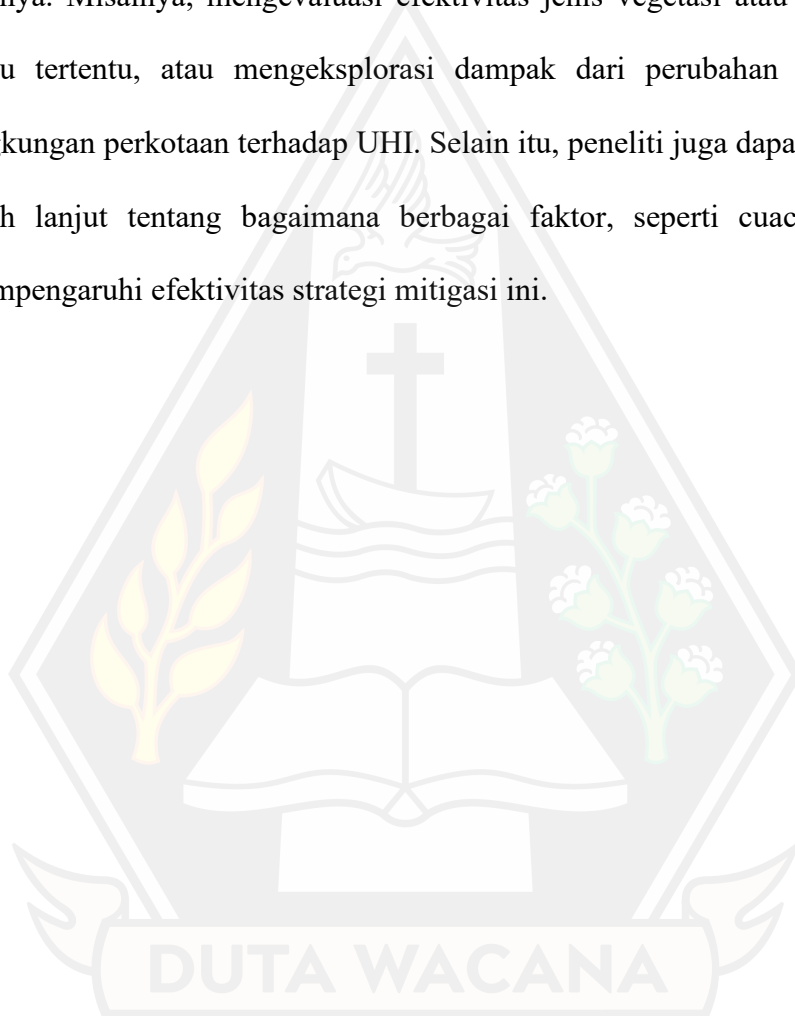 nya. Misalnya, mengevaluasi efektivitas jenis vegetasi atau
u tertentu, atau mengeksplorasi dampak dari perubahan
gkungan perkotaan terhadap UHI. Selain itu, peneliti juga dapa
h lanjut tentang bagaimana berbagai faktor, seperti cuac
mpengaruhi efektivitas strategi mitigasi ini.
DUTA WACANA